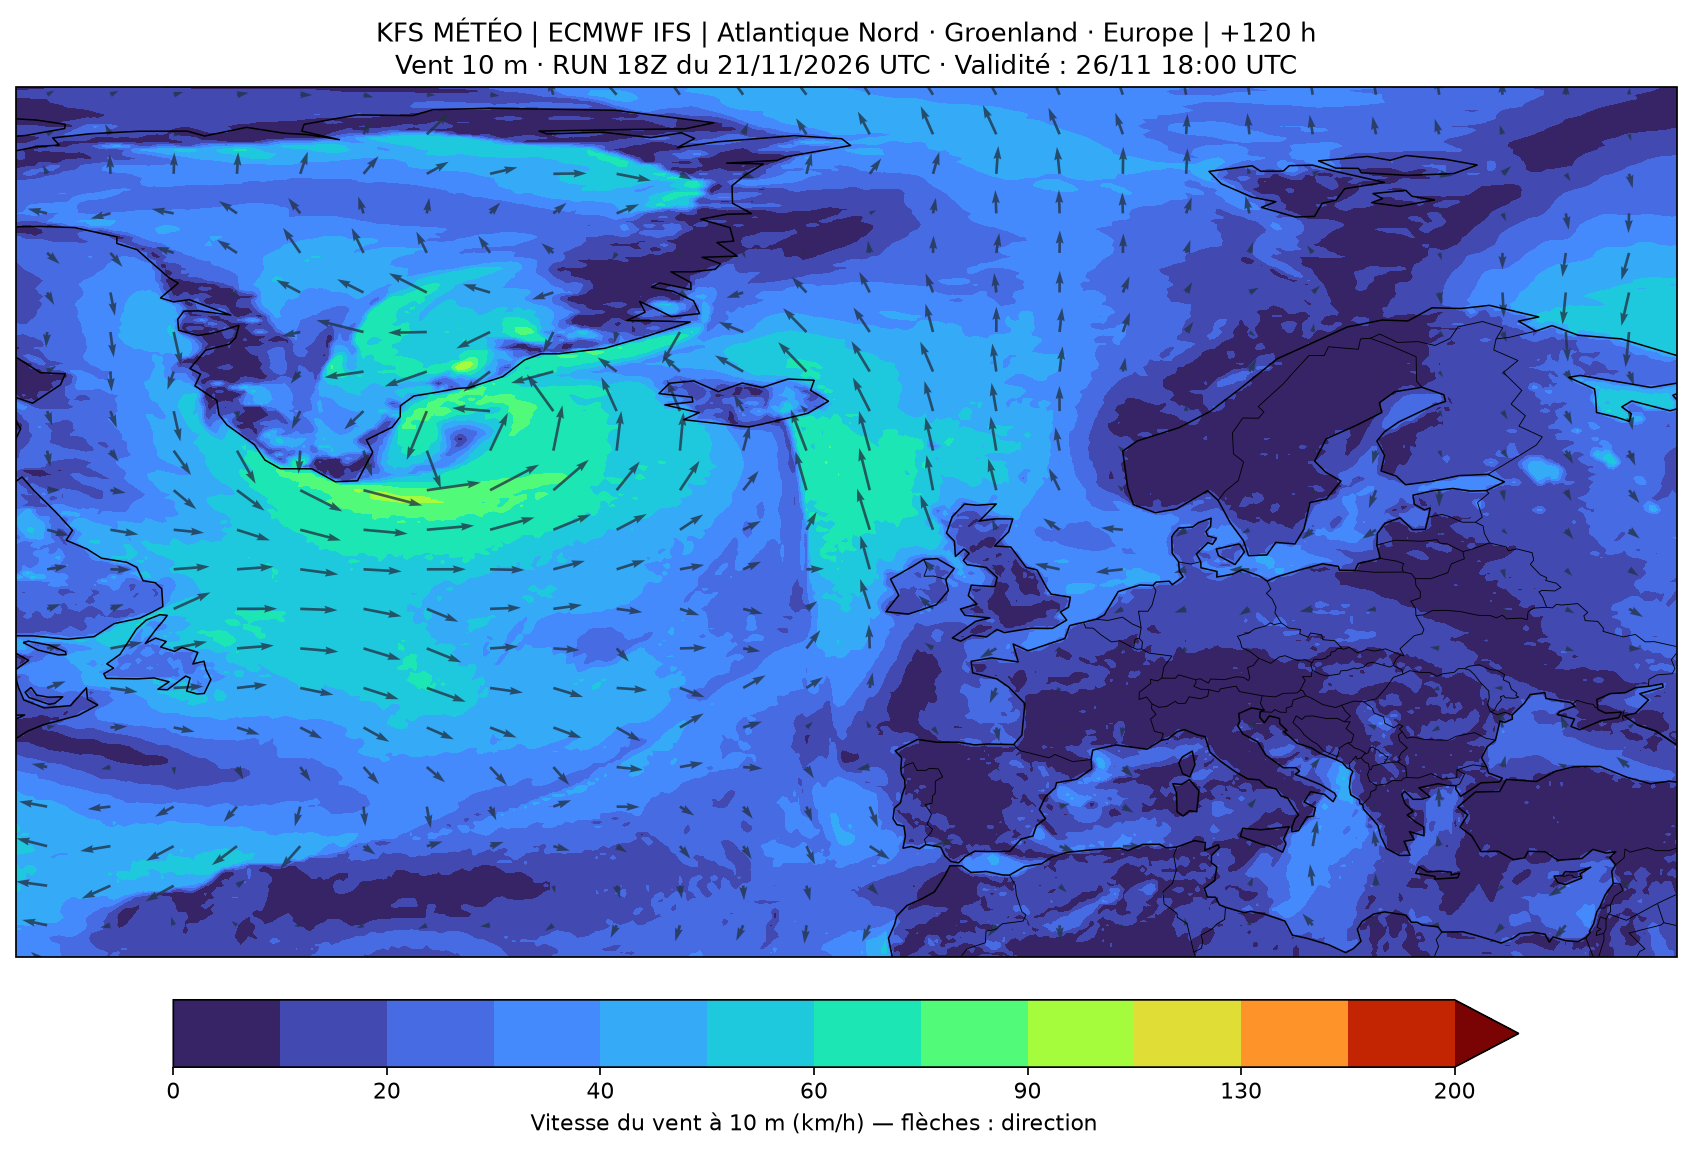 KFS MÉTÉO | ECMWF IFS | Atlantique Nord · Groenland · Europe | +120 h
Vent 10 m · RUN 18Z du 21/11/2026 UTC · Validité : 26/11 18:00 UTC
0 20 40 60 90 130 200
Vitesse du vent à 10 m (km/h) — flèches : direction